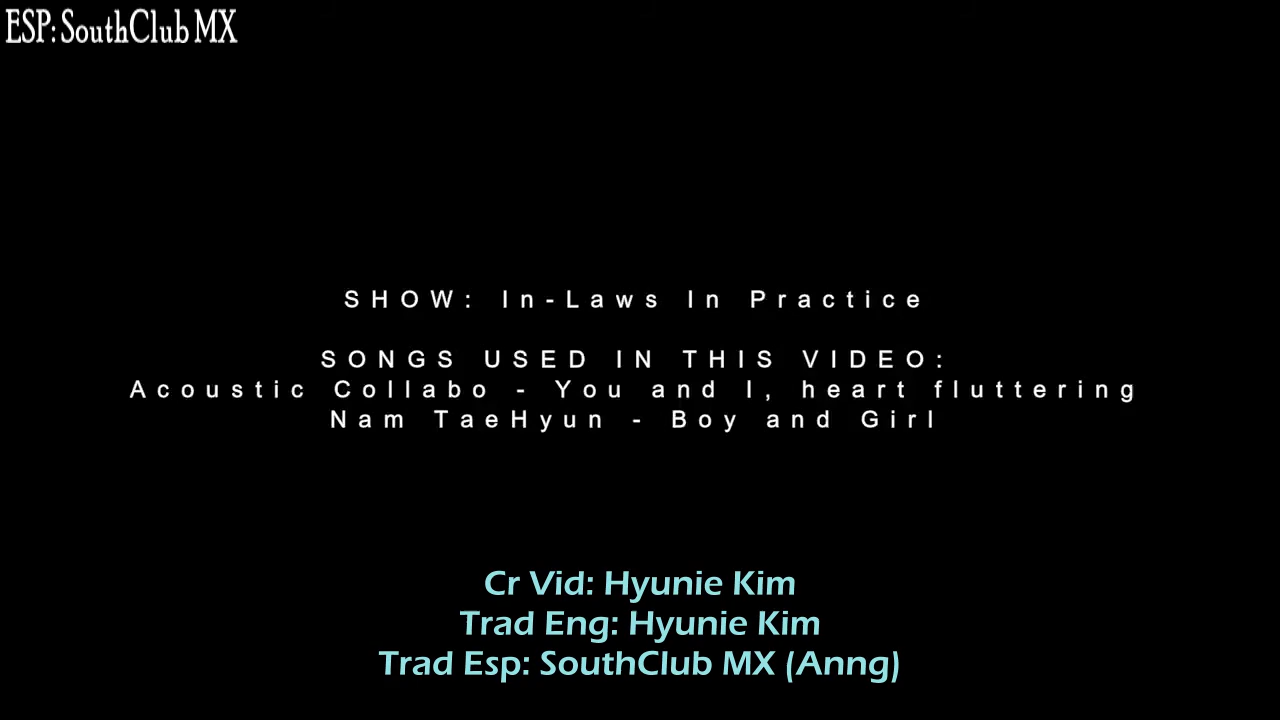 ESP: SouthClub MX
SHOW: In-Laws In Practice
SONGS USED IN THIS VIDEO:
Acoustic Collabo - You and I, heart fluttering
Nam TaeHyun - Boy and Girl
Cr Vid: Hyunie Kim
Trad Eng: Hyunie Kim
Trad Esp: SouthClub MX (Anng)